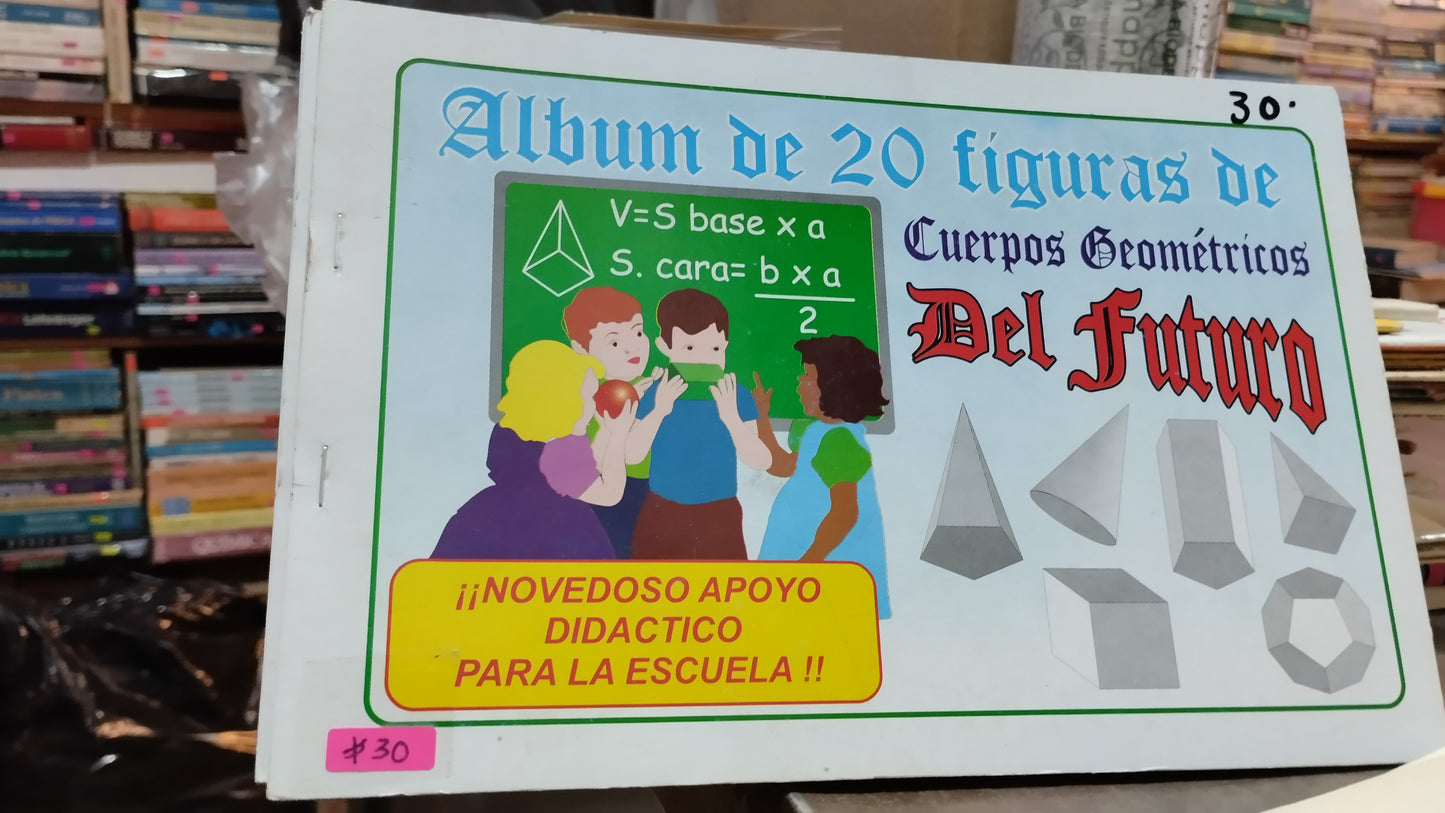 30.
Album de 20 figuras de
Cuerpos Geométricos
Del Futuro
V=S base x a
S. cara= b x a
2
¡¡NOVEDOSO APOYO
DIDACTICO
PARA LA ESCUELA !!
$30